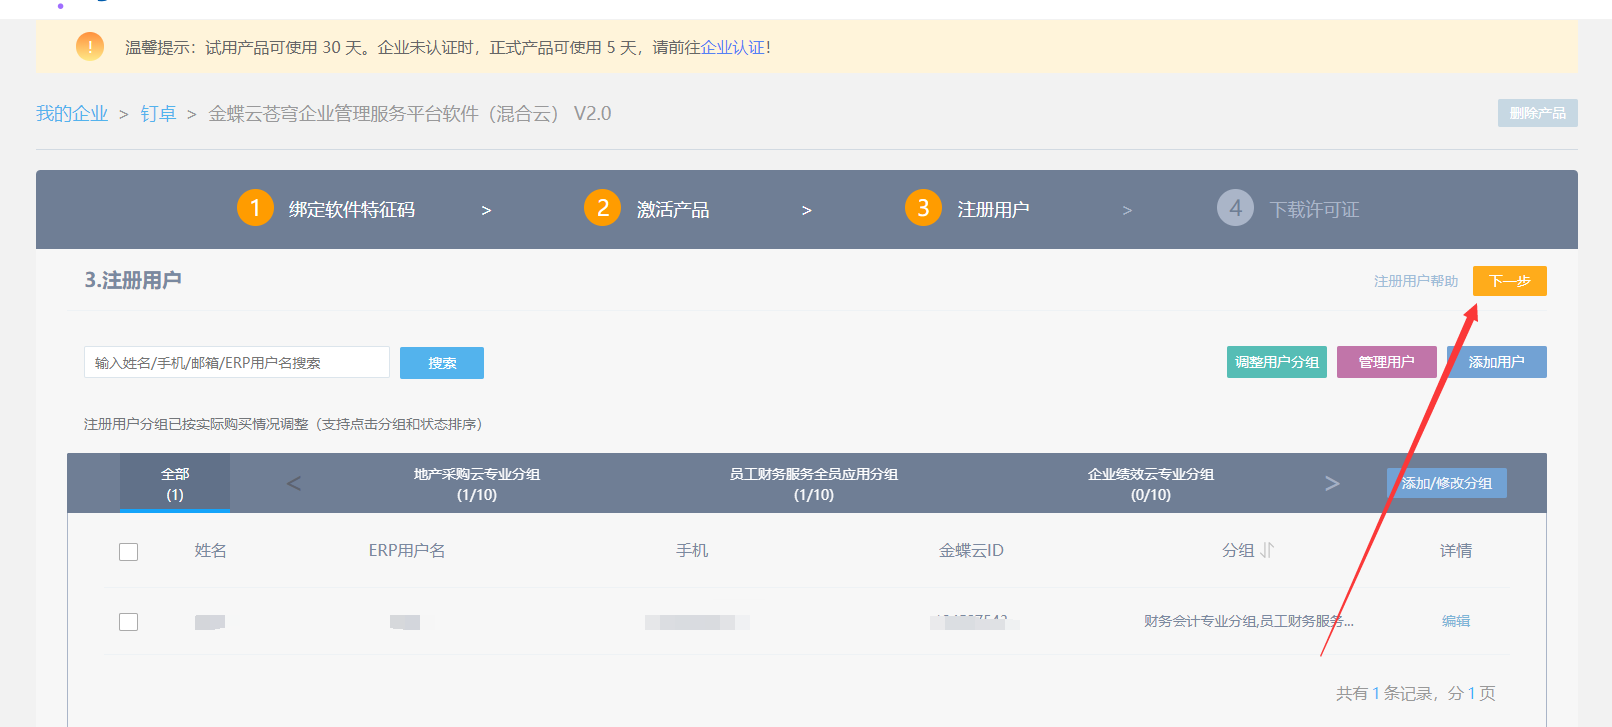 温馨提示：试用产品可使用 30 天。企业未认证时，正式产品可使用 5 天，请前往企业认证！
我的企业 > 钉卓 > 金蝶云苍穹企业管理服务平台软件（混合云） V2.0
删除产品
1 绑定软件特征码 > 2 激活产品 > 3 注册用户 > 4 下载许可证
3.注册用户
注册用户帮助
下一步
输入姓名/手机/邮箱/ERP用户名搜索
搜索
调整用户分组
管理用户
添加用户
注册用户分组已按实际购买情况调整（支持点击分组和状态排序）
全部
(1)
<
地产采购云专业分组
(1/10)
员工财务服务全员应用分组
(1/10)
企业绩效云专业分组
(0/10)
>
添加/修改分组
姓名 ERP用户名 手机 金蝶云ID 分组 详情
财务会计专业分组,员工财务服务... 编辑
共有 1 条记录，分 1 页